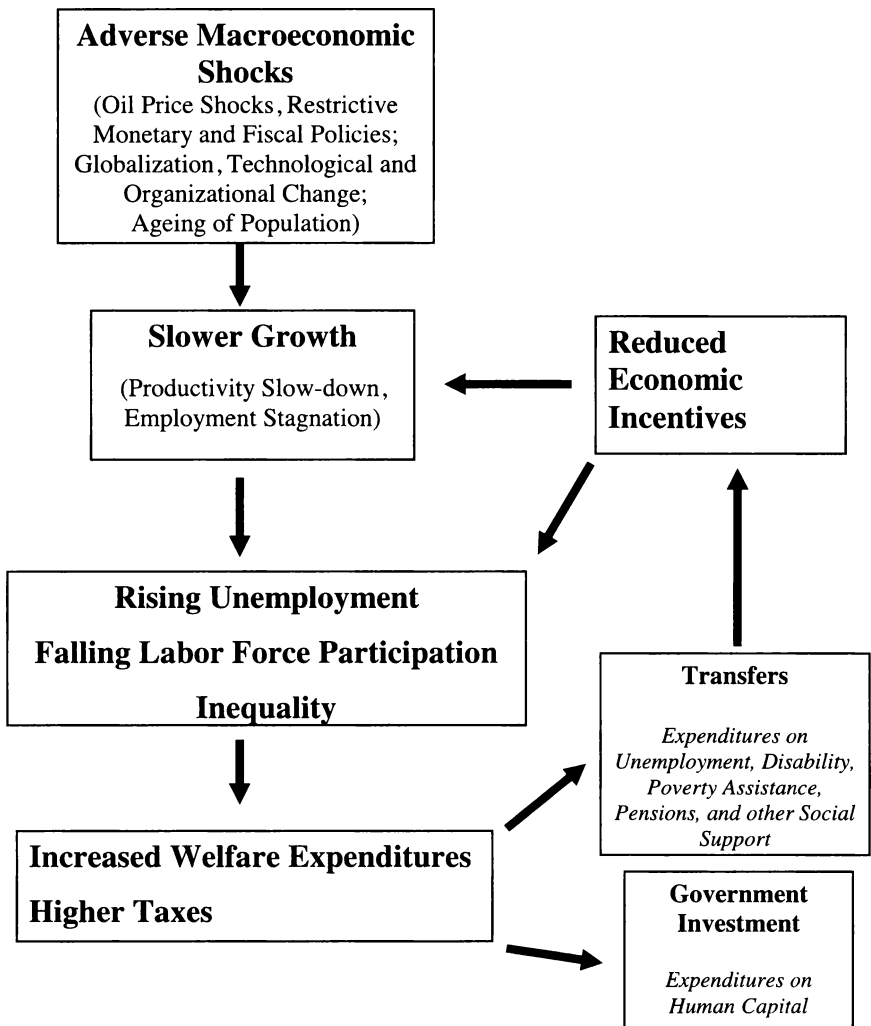 Adverse Macroeconomic
Shocks
(Oil Price Shocks, Restrictive
Monetary and Fiscal Policies;
Globalization, Technological and
Organizational Change;
Ageing of Population)
Slower Growth
(Productivity Slow-down,
Employment Stagnation)
Reduced
Economic
Incentives
Rising Unemployment
Falling Labor Force Participation
Inequality
Transfers
Expenditures on
Unemployment, Disability,
Poverty Assistance,
Pensions, and other Social
Support
Increased Welfare Expenditures
Higher Taxes
Government
Investment
Expenditures on
Human Capital